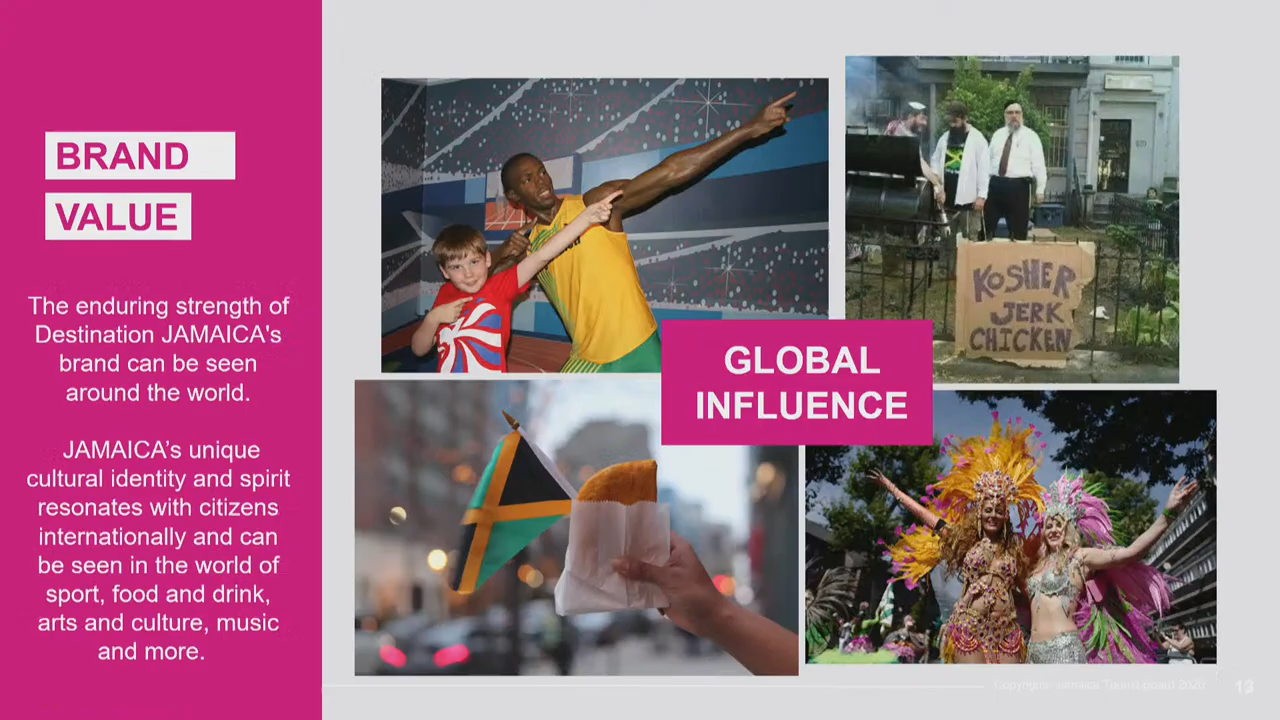 BRAND
VALUE
The enduring strength of
Destination JAMAICA's
brand can be seen
around the world.
JAMAICA's unique
cultural identity and spirit
resonates with citizens
internationally and can
be seen in the world of
sport, food and drink,
arts and culture, music
and more.
KOSHER
JERK
CHICKEN
GLOBAL
INFLUENCE
13